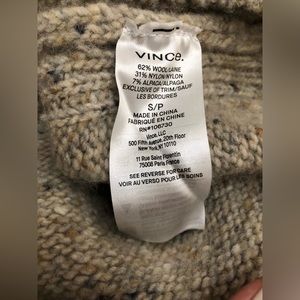 VINCE.
62% WOOL/LAINE
31% NYLON/NYLON
7% ALPACA/ALPAGA
EXCLUSIVE OF TRIM/SAUF
LES BORDURES
S/P
MADE IN CHINA
FABRIQUÉ EN CHINE
RN#106730
Vince, LLC
500 Fifth Avenue, 20th Floor
New York, NY 10110
11 Rue Saint Florentin
75008 Paris France
SEE REVERSE FOR CARE
VOIR AU VERSO POUR LES SOINS